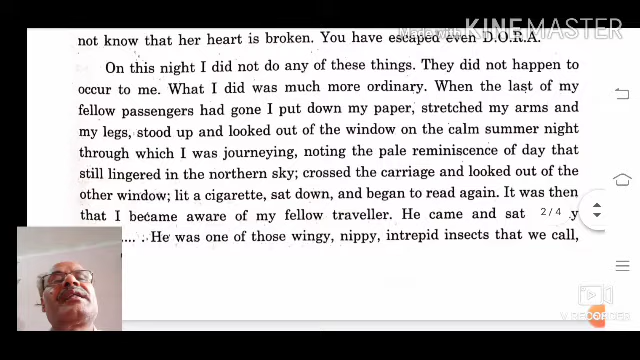 Made with KINEMASTER
not know that her heart is broken. You have escaped even D.O.R.A.
On this night I did not do any of these things. They did not happen to
occur to me. What I did was much more ordinary. When the last of my
fellow passengers had gone I put down my paper, stretched my arms and
my legs, stood up and looked out of the window on the calm summer night
through which I was journeying, noting the pale reminiscence of day that
still lingered in the northern sky; crossed the carriage and looked out of the
other window; lit a cigarette, sat down, and began to read again. It was then
that I became aware of my fellow traveller. He came and sat 2/4 y
.... . He was one of those wingy, nippy, intrepid insects that we call,
V RECORDER